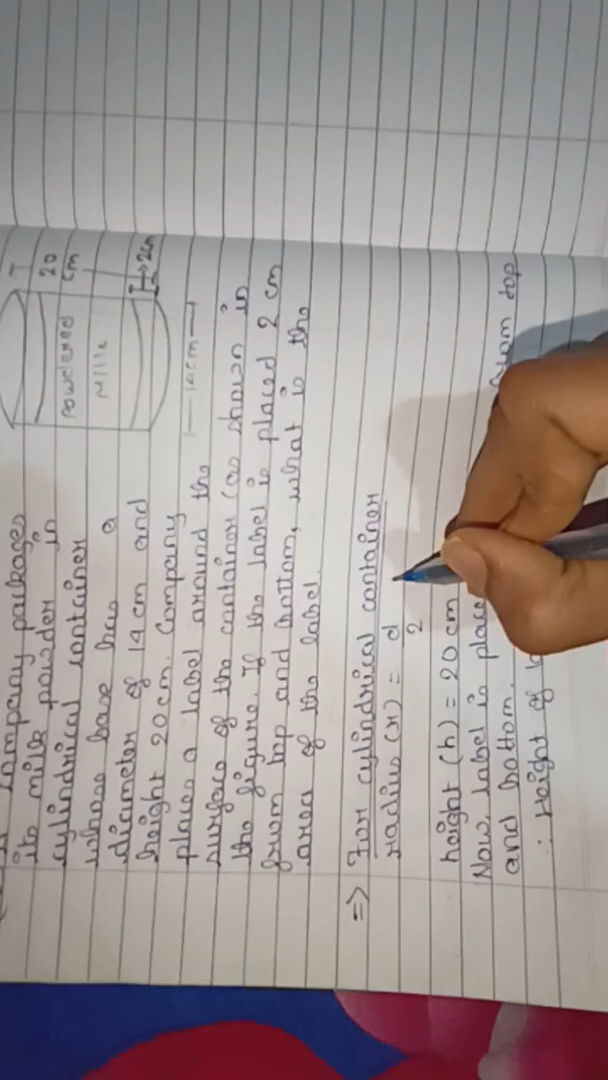 Company packages
its milk powder in
cylindrical container
whose base has a
diameter of 14 cm and
height 20 cm. Company
places a label around the
surface of the container (as shown in
the figure. If the label is placed 2 cm
from top and bottom, what is the
area of the label.
20
cm
Powdered
Milk
2cm
14cm
=> For cylindrical container
radius (r) = d
2
height (h) = 20 cm
Now, label is place from top
and bottom.
∴ Height of